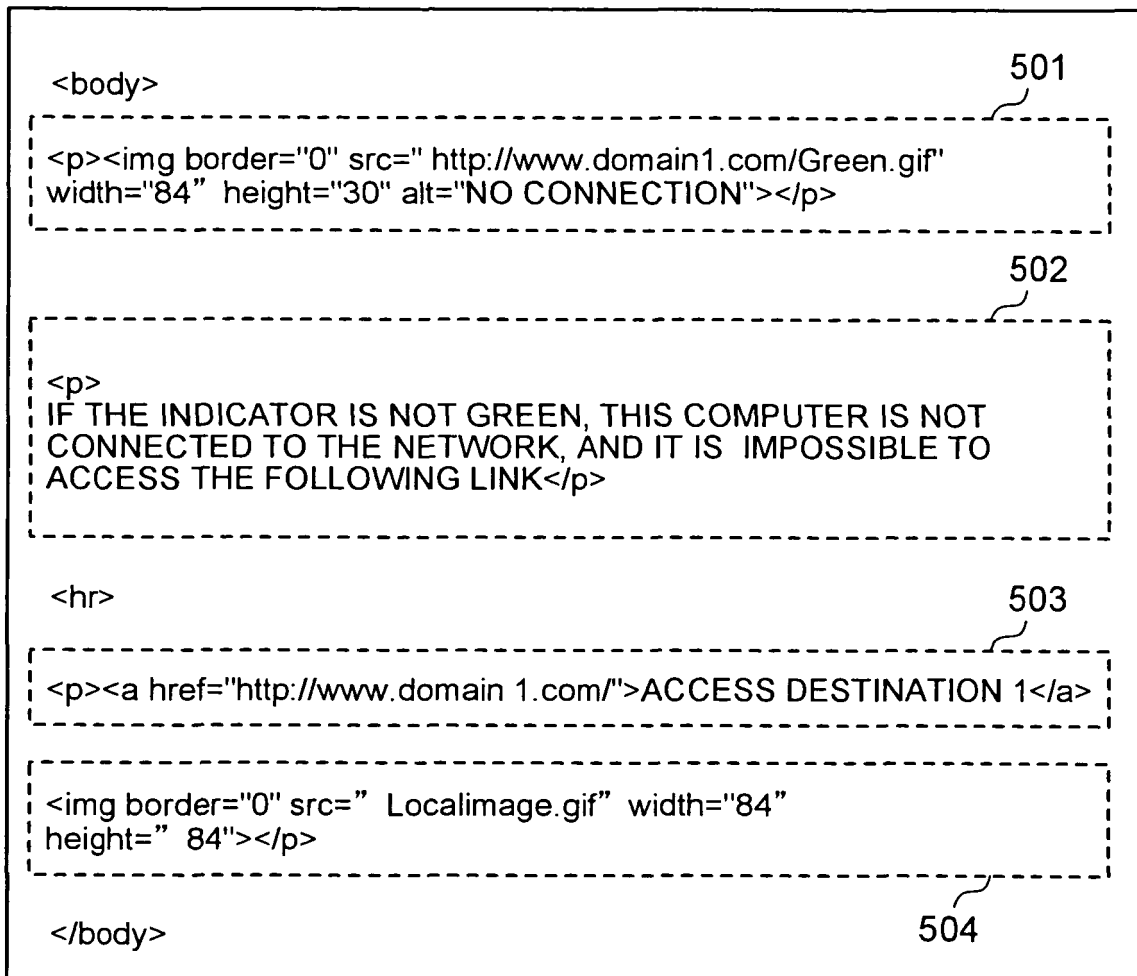 501
<body>
<p><img border="0" src=" http://www.domain1.com/Green.gif"
width="84” height="30" alt="NO CONNECTION"></p>
502
<p>
IF THE INDICATOR IS NOT GREEN, THIS COMPUTER IS NOT
CONNECTED TO THE NETWORK, AND IT IS IMPOSSIBLE TO
ACCESS THE FOLLOWING LINK</p>
<hr>
503
<p><a href="http://www.domain 1.com/">ACCESS DESTINATION 1</a>
<img border="0" src=” Localimage.gif” width="84”
height=” 84"></p>
504
</body>